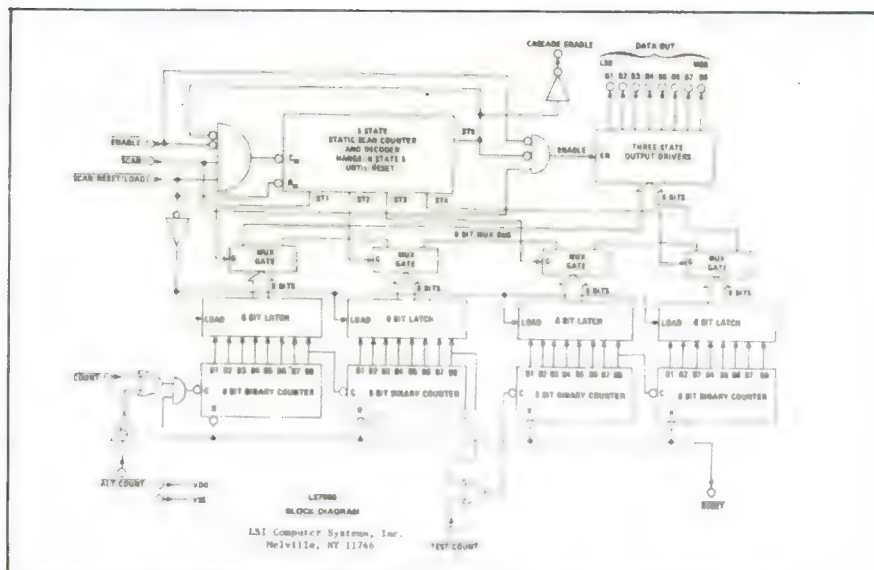 CASCADE ENABLE
DATA OUT
LSB
B1 B2 B3 B4 B5 B6 B7 B8
ENABLE
SCAN
SCAN RESET/LOAD
5 STATE
STATIC SCAN COUNTER
AND DECODER
UNTIL RESET
ST1
ST2
ST3
ST4
ST5
ENABLE
EN
THREE STATE
OUTPUT DRIVERS
8 BITS
8 BIT MUX BUS
G
MUX
GATE
8 BITS
G
MUX
GATE
8 BITS
G
MUX
GATE
8 BITS
G
MUX
GATE
8 BITS
LOAD
8 BIT LATCH
LOAD
8 BIT LATCH
LOAD
8 BIT LATCH
LOAD
8 BIT LATCH
COUNT
B1 B2 B3 B4 B5 B6 B7 B8
C
8 BIT BINARY COUNTER
R
B1 B2 B3 B4 B5 B6 B7 B8
C
8 BIT BINARY COUNTER
R
B1 B2 B3 B4 B5 B6 B7 B8
C
8 BIT BINARY COUNTER
R
B1 B2 B3 B4 B5 B6 B7 B8
C
8 BIT BINARY COUNTER
R
ALT COUNT
VDD
VSS
BLOCK DIAGRAM
LSI Computer Systems, Inc.
Melville, NY 11746
TEST COUNT
RESET